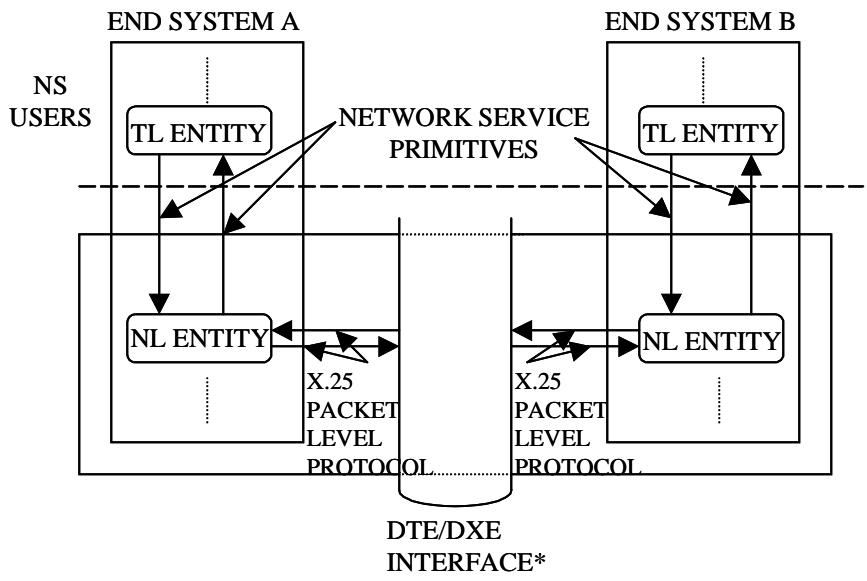 END SYSTEM A
END SYSTEM B
NS
USERS
TL ENTITY
NETWORK SERVICE
PRIMITIVES
TL ENTITY
NL ENTITY
NL ENTITY
X.25
PACKET
LEVEL
PROTOCOL
X.25
PACKET
LEVEL
PROTOCOL
DTE/DXE
INTERFACE*